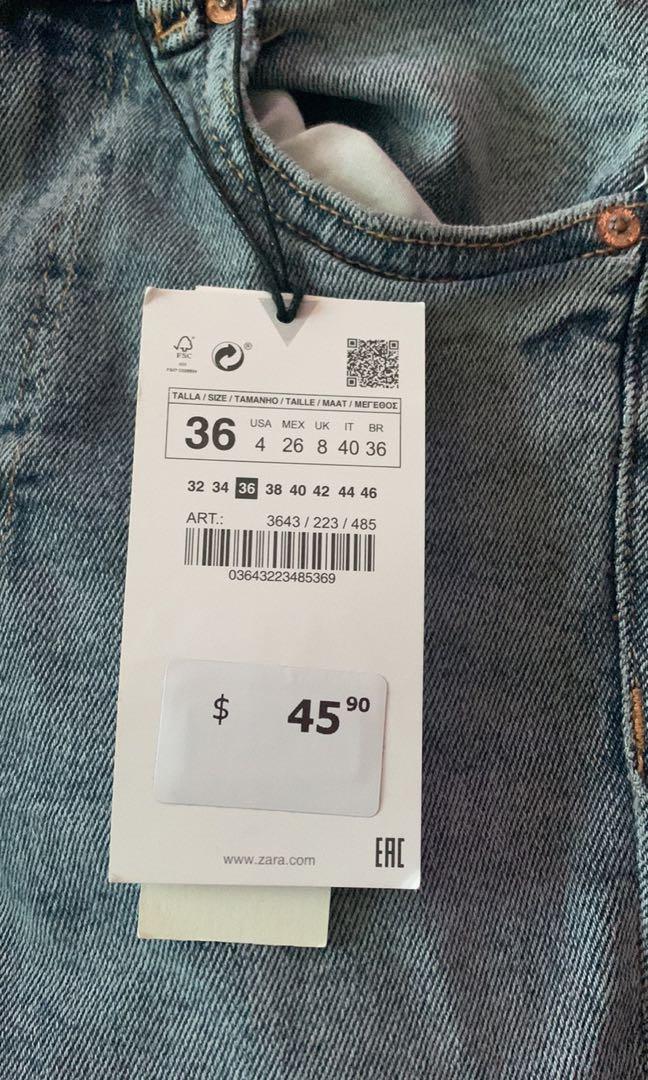 FSC
TALLA / SIZE / TAMANHO / TAILLE / MAAT / ΜΕΓΕΘΟΣ
36
USA MEX UK IT BR
4 26 8 40 36
32 34 36 38 40 42 44 46
ART.: 3643 / 223 / 485
03643223485369
$ 45 90
www.zara.com
EAC